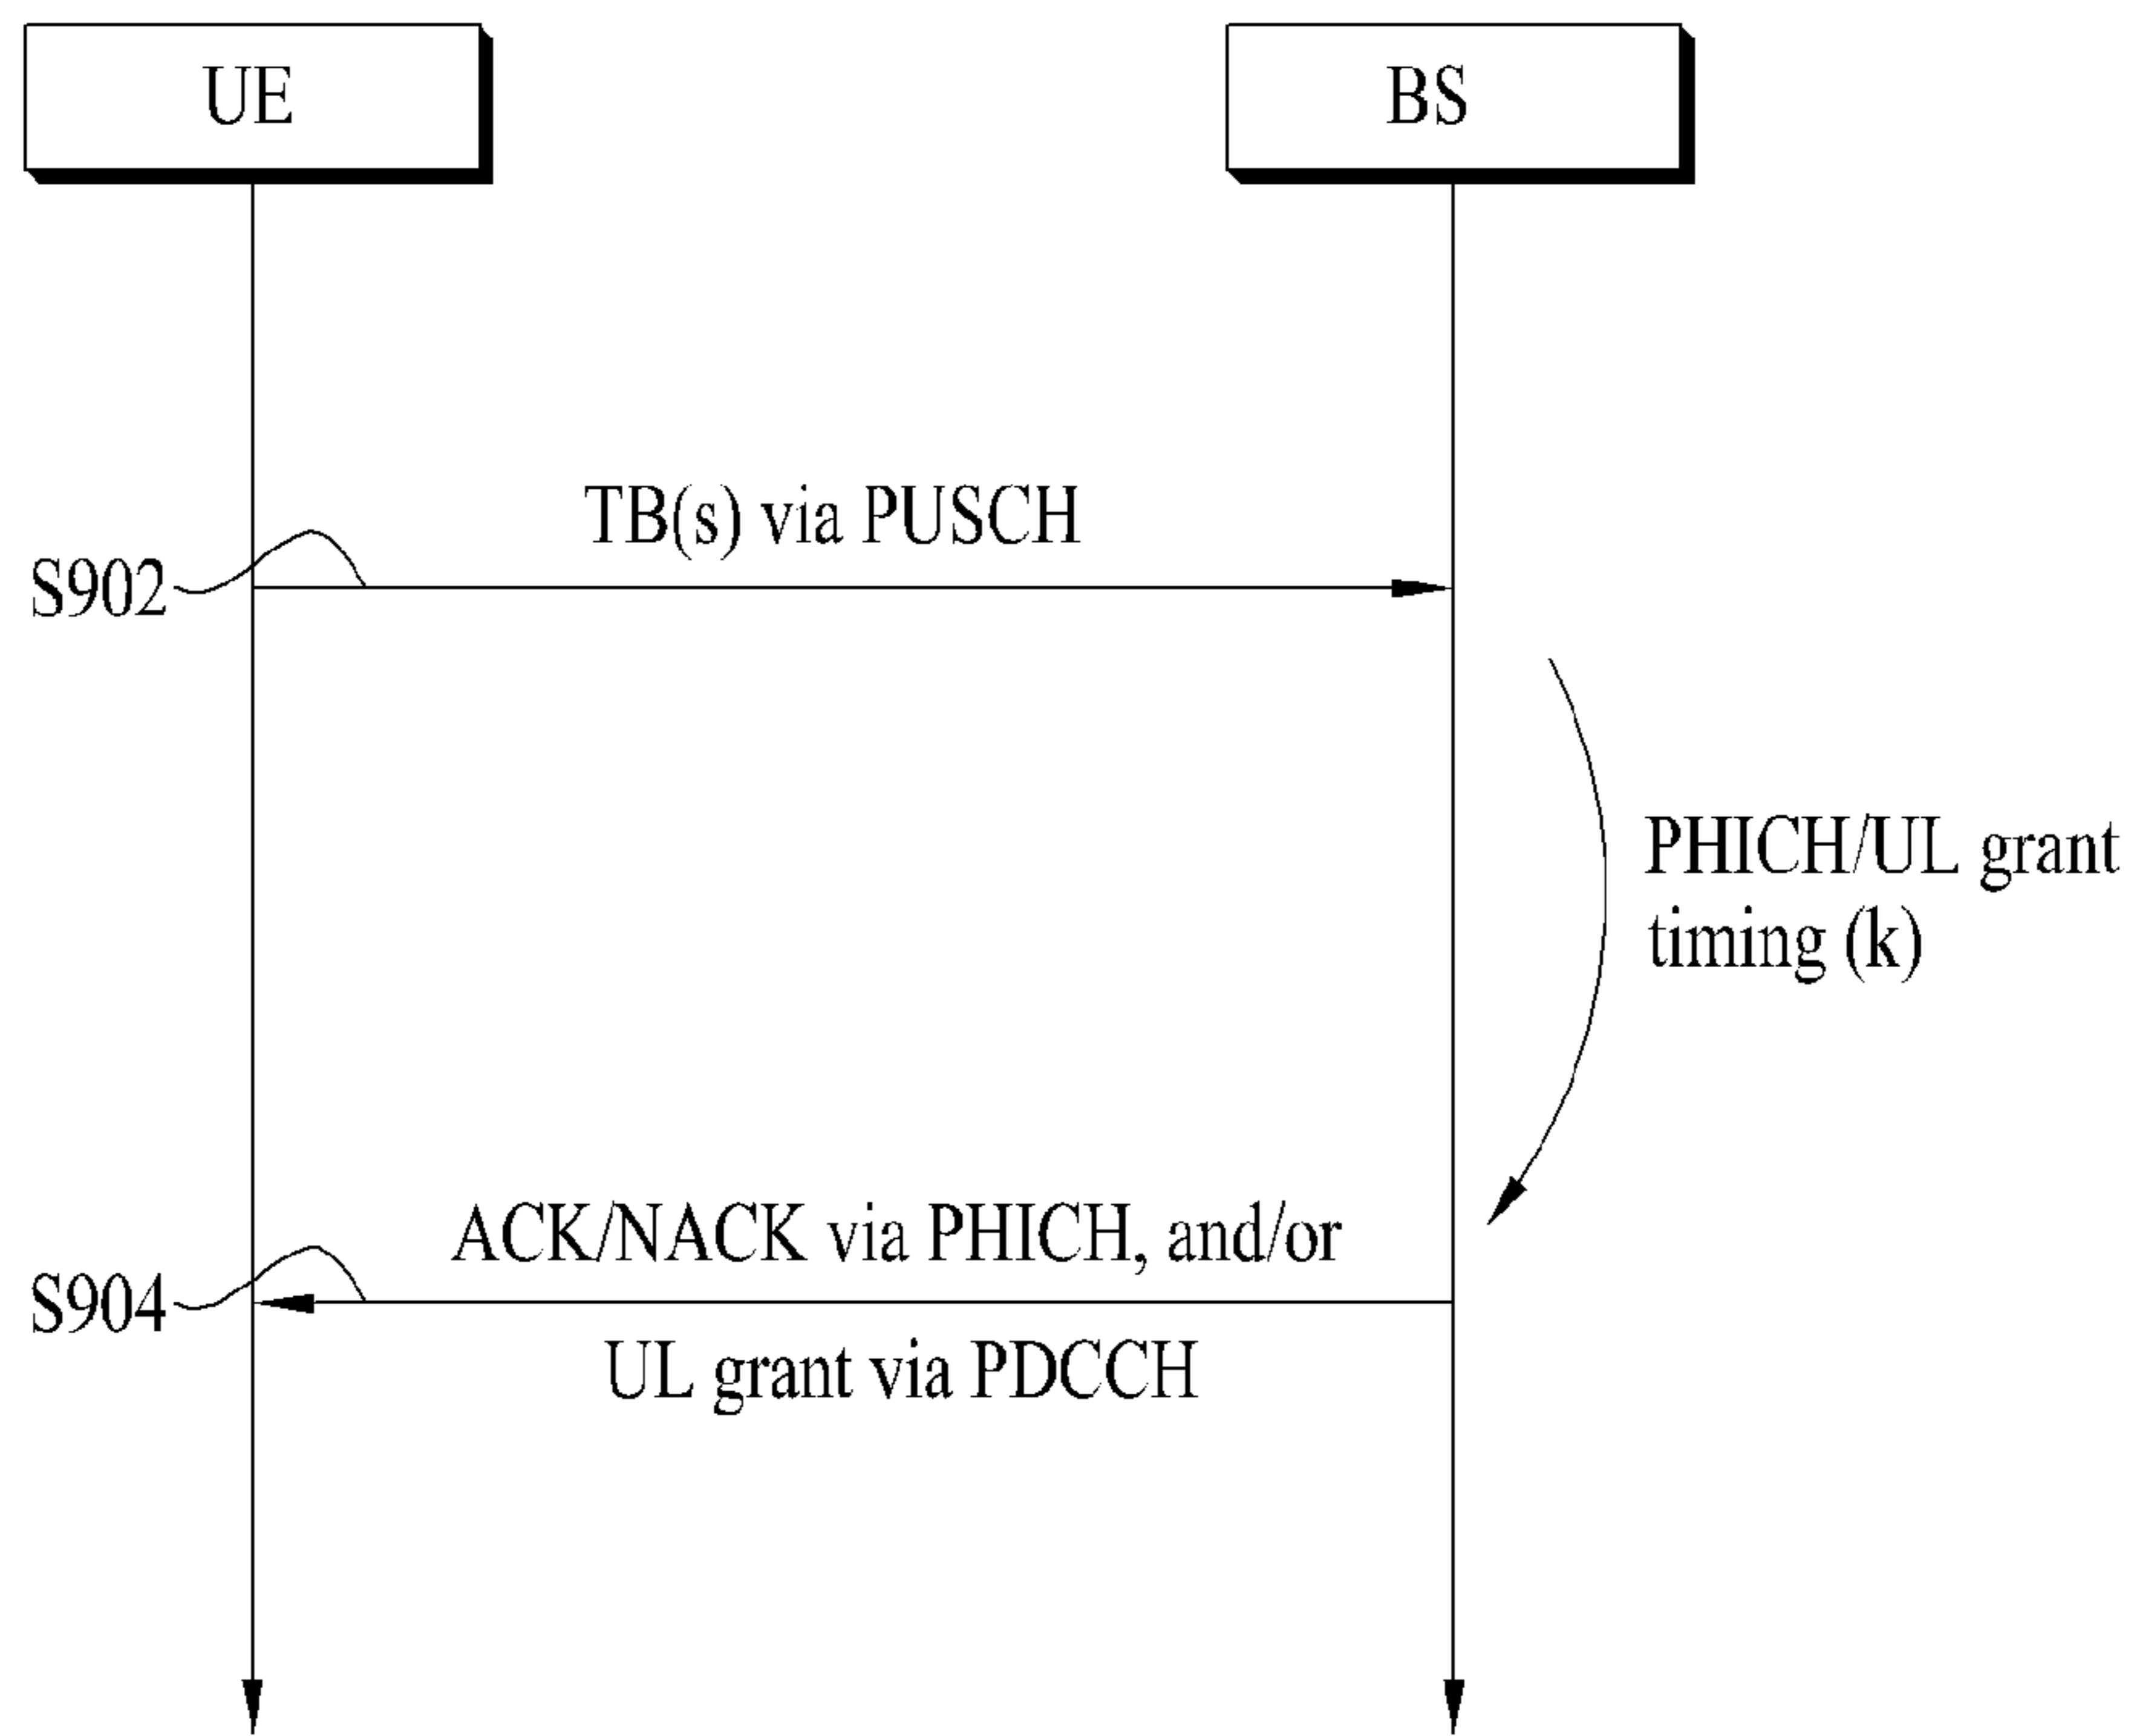 UE
BS
TB(s) via PUSCH
S902
PHICH/UL grant
timing (k)
ACK/NACK via PHICH, and/or
S904
UL grant via PDCCH